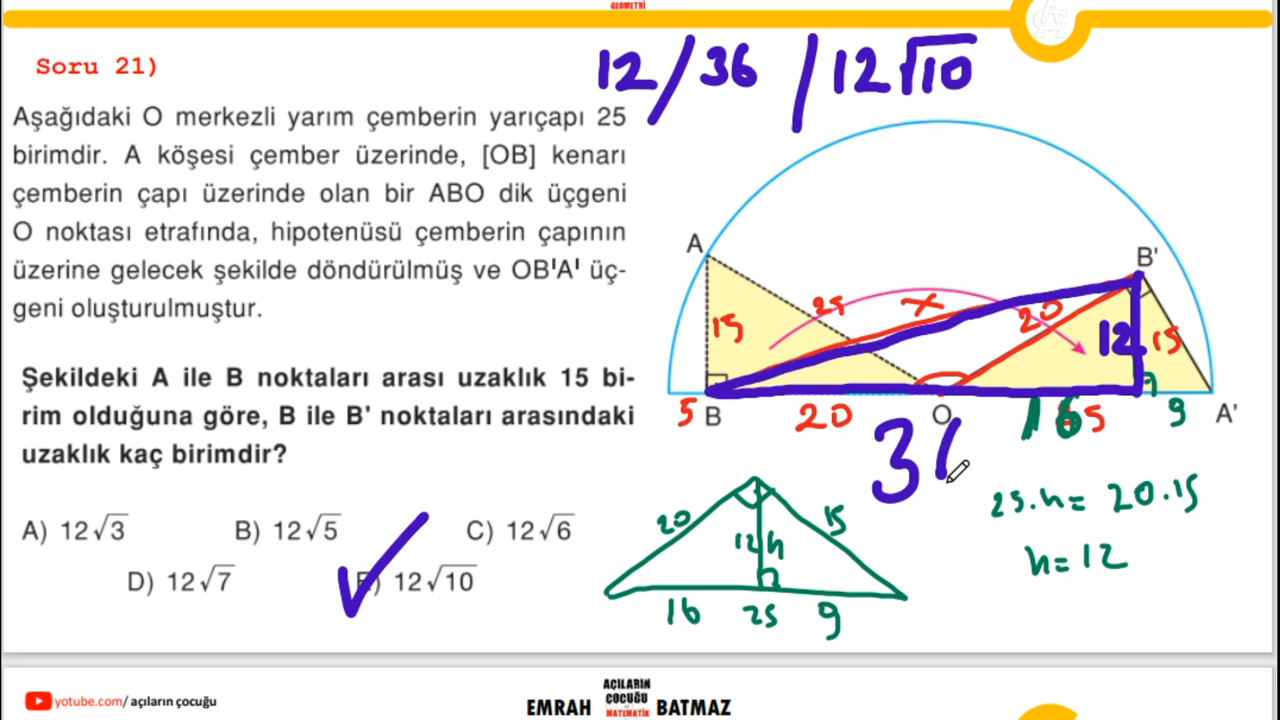 GEOMETRİ
Soru 21)
12/36/12√10
Aşağıdaki O merkezli yarım çemberin yarıçapı 25
birimdir. A köşesi çember üzerinde, [OB] kenarı
çemberin çapı üzerinde olan bir ABO dik üçgeni
O noktası etrafında, hipotenüsü çemberin çapının
üzerine gelecek şekilde döndürülmüş ve OB'A' üç-
geni oluşturulmuştur.
Şekildeki A ile B noktaları arası uzaklık 15 bi-
rim olduğuna göre, B ile B' noktaları arasındaki
uzaklık kaç birimdir?
A) 12√3 B) 12√5 C) 12√6
D) 12√7 E) 12√10
A
B'
25 x 20
15 12 15
5 B 20 O 16 5 9 A'
3
25.h = 20.15
h = 12
20 15
12 h
16 25 9
yotube.com/ açıların çocuğu
EMRAH AÇILARIN ÇOCUĞU MATEMATİK BATMAZ